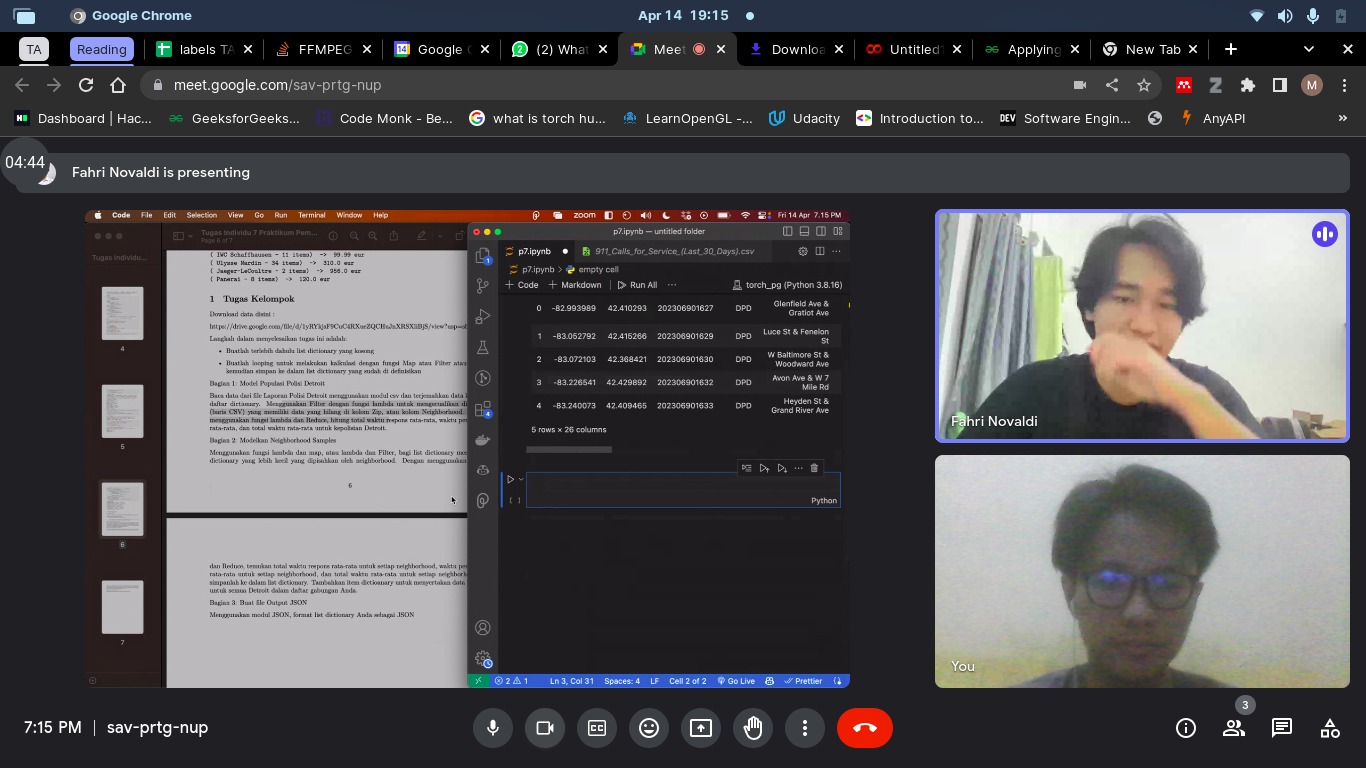 Google Chrome
Apr 14 19:15
TA
Reading
labels TA
FFMPEG
Google
(2) What
Meet
Downloa
Untitled
Applying
New Tab
meet.google.com/sav-prtg-nup
M
Dashboard | Hac...
GeeksforGeeks...
Code Monk - Be...
what is torch hu...
LearnOpenGL -...
Udacity
Introduction to...
DEV
Software Engin...
AnyAPI
»
04:44
Fahri Novaldi is presenting
Code File Edit Selection View Go Run Terminal Window Help
zoom
Fri 14 Apr 7.15 PM
Tugas Individu 7 Praktikum Pem...
Page 6 of 7
Tugas Individu...
4
5
6
7
( IWC Schaffhausen - 11 items) -> 99.99 eur
( Ulysse Nardin - 34 items) -> 310.0 eur
( Jaeger-LeCoultre - 2 items) -> 956.0 eur
( Panerai - 8 items) -> 120.0 eur
1 Tugas Kelompok
Download data disini :
Langkah dalam menyelesaikan tugas ini adalah:
• Buatlah terlebih dahulu list dictionary yang kosong
• Buatlah looping untuk melakukan kalkulasi dengan fungsi Map atau Filter atau
kemudian simpan ke dalam list dictionary yang sudah di definisikan
Bagian 1: Model Populasi Polisi Detroit
Baca data dari file Laporan Polisi Detroit menggunakan modul csv dan terjemahkan data
daftar dictionary. Menggunakan Filter dengan fungsi lambda untuk mengecualikan
(baris CSV) yang memiliki data yang hilang di kolom Zip, atau kolom Neighborhood.
menggunakan fungsi lambda dan Reduce, hitung total waktu respons rata-rata, waktu
rata-rata, dan total waktu rata-rata untuk kepolisian Detroit.
Bagian 2: Modelkan Neighborhood Samples
Menggunakan fungsi lambda dan map, atau lambda dan Filter, bagi list dictionary
dictionary yang lebih kecil yang dipisahkan oleh neighborhood. Dengan menggunakan
6
dan Reduce, temukan total waktu respons rata-rata untuk setiap neighborhood, waktu
rata-rata untuk setiap neighborhood, dan total waktu rata-rata untuk setiap
simpanlah ke dalam list dictionary. Tambahkan item dictionary untuk menyertakan data
untuk semua Detroit dalam daftar gabungan Anda.
Bagian 3: Buat file Output JSON
Menggunakan modul JSON, format list dictionary Anda sebagai JSON
p7.ipynb — untitled folder
p7.ipynb
911_Calls_for_Service_(Last_30_Days).csv
p7.ipynb > empty cell
+ Code + Markdown Run All ...
torch_pg (Python 3.8.16)
0 -82.993989 42.410293 202306901627 DPD Glenfield Ave & Gratiot Ave
1 -83.052792 42.415266 202306901629 DPD Luce St & Fenelon St
2 -83.072103 42.368421 202306901630 DPD W Baltimore St & Woodward Ave
3 -83.226541 42.429892 202306901632 DPD Avon Ave & W 7 Mile Rd
4 -83.240073 42.409465 202306901633 DPD Heyden St & Grand River Ave
5 rows × 26 columns
[ ]
Python
2 1 Ln 3, Col 31 Spaces: 4 LF Cell 2 of 2 Go Live Prettier
Fahri Novaldi
You
7:15 PM | sav-prtg-nup
3